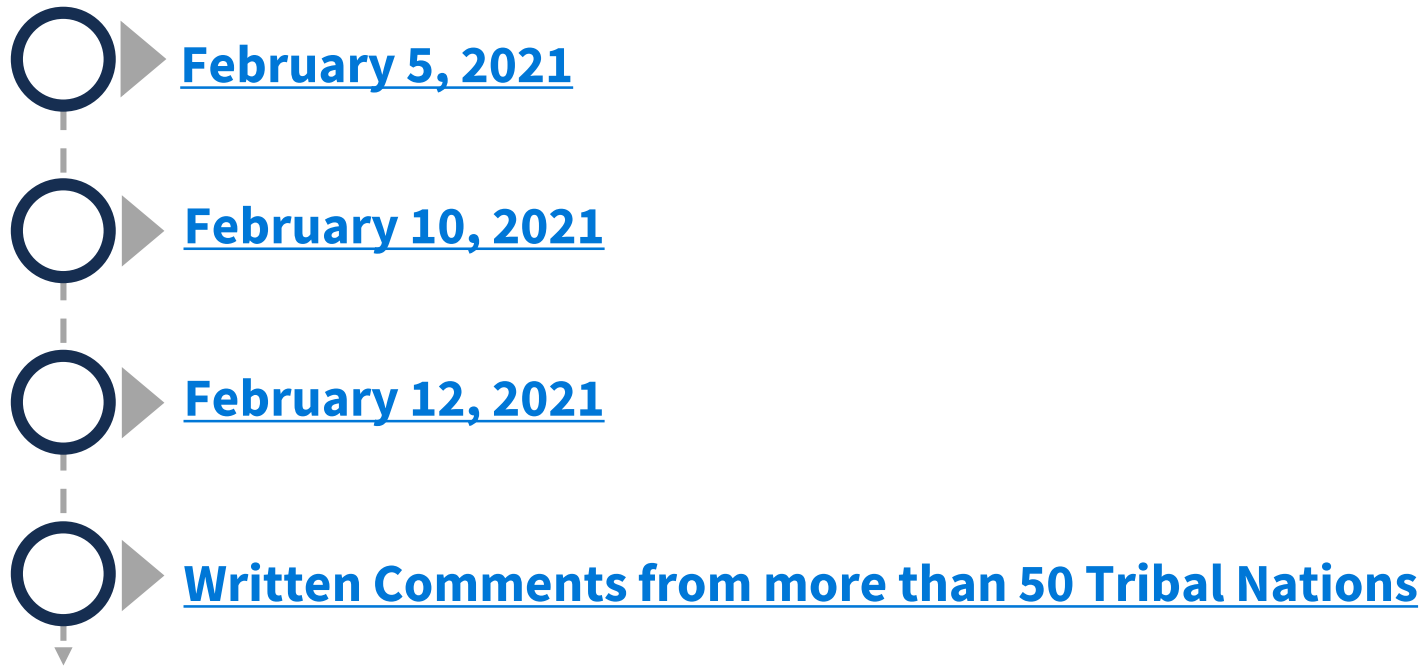 February 5, 2021
February 10, 2021
February 12, 2021
Written Comments from more than 50 Tribal Nations